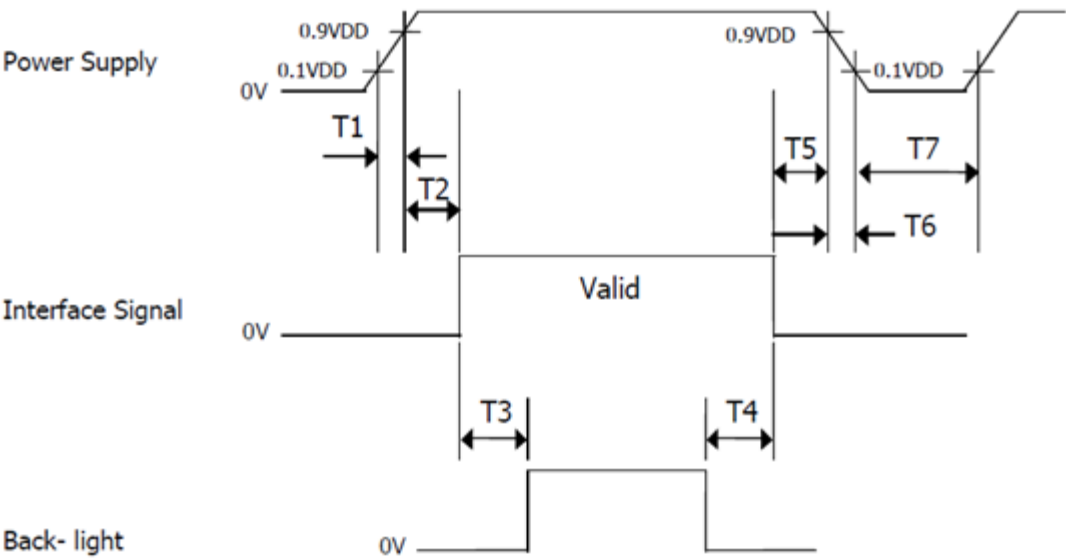 Power Supply
0.9VDD
0.1VDD
0V
0.9VDD
0.1VDD
T1
T2
T5
T7
T6
Interface Signal
0V
Valid
T3
T4
Back- light
0V